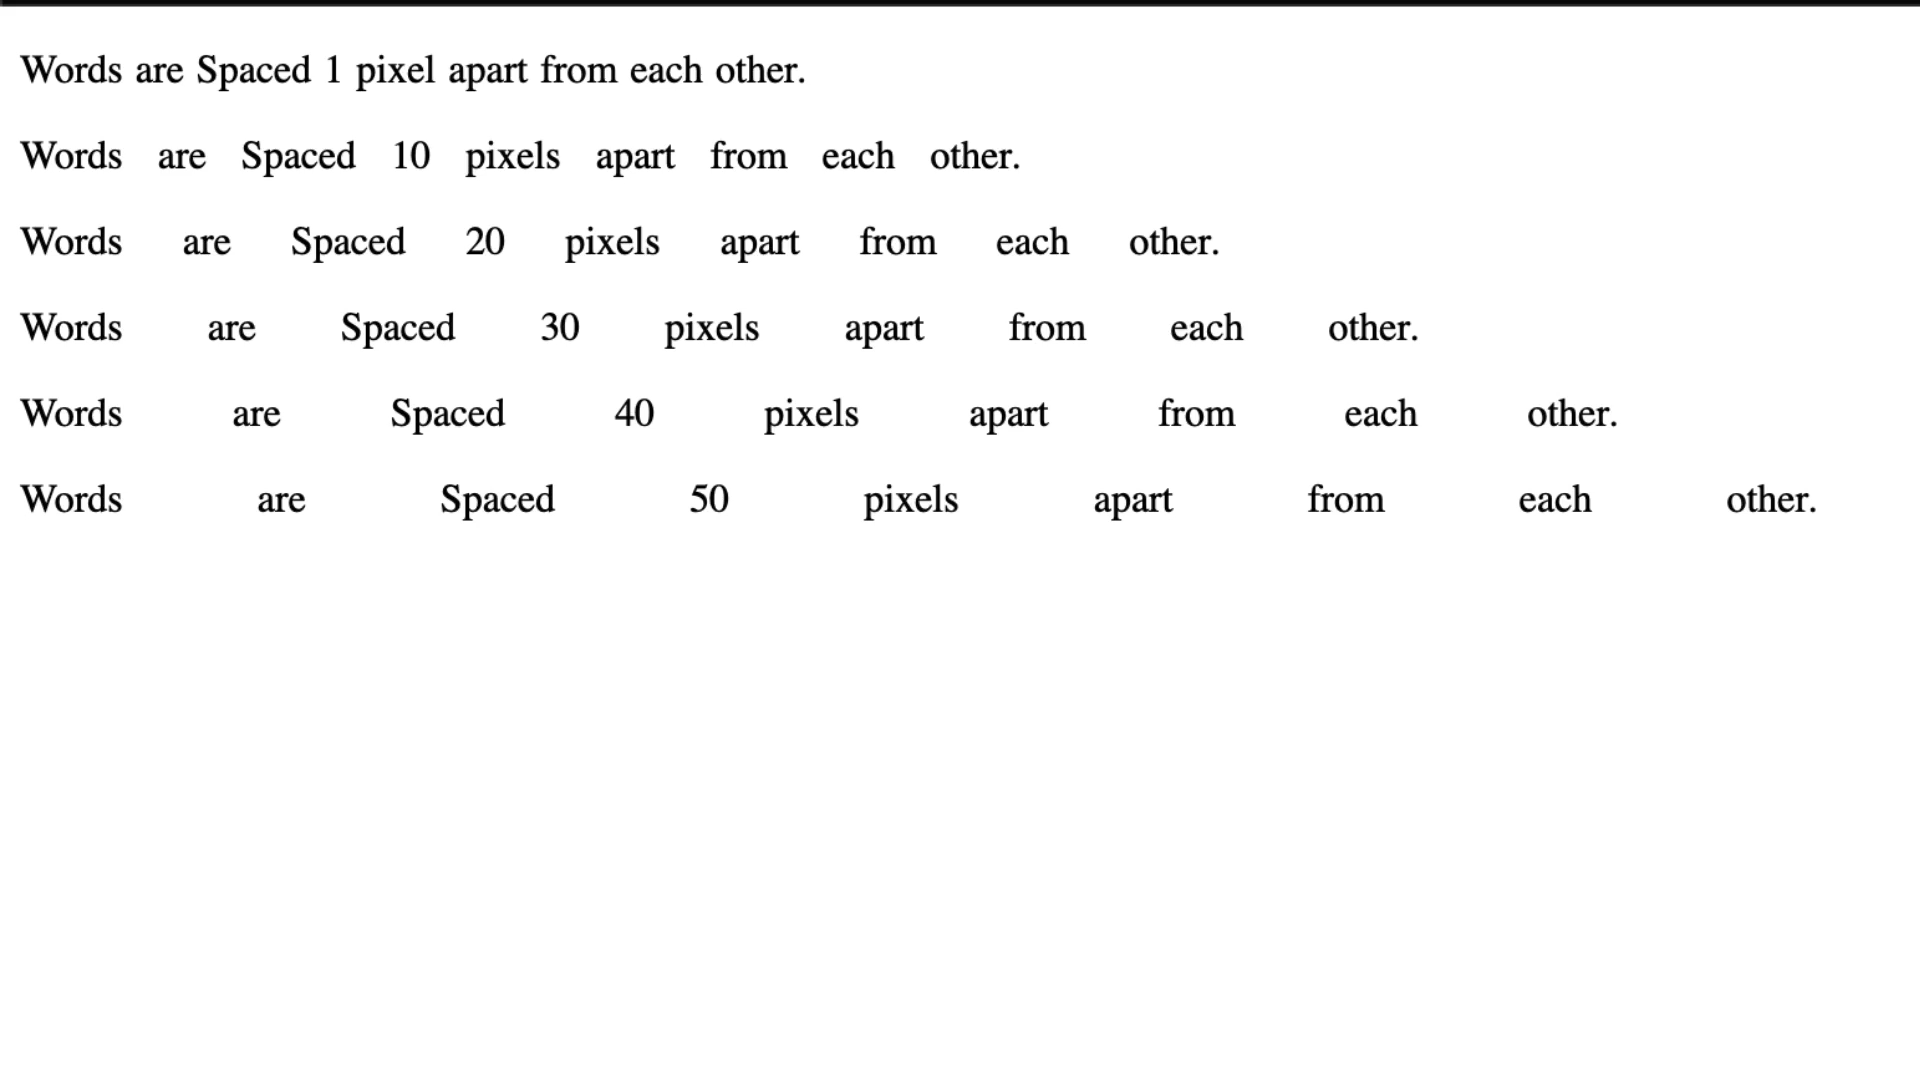 Words are Spaced 1 pixel apart from each other.
Words are Spaced 10 pixels apart from each other.
Words are Spaced 20 pixels apart from each other.
Words are Spaced 30 pixels apart from each other.
Words are Spaced 40 pixels apart from each other.
Words are Spaced 50 pixels apart from each other.